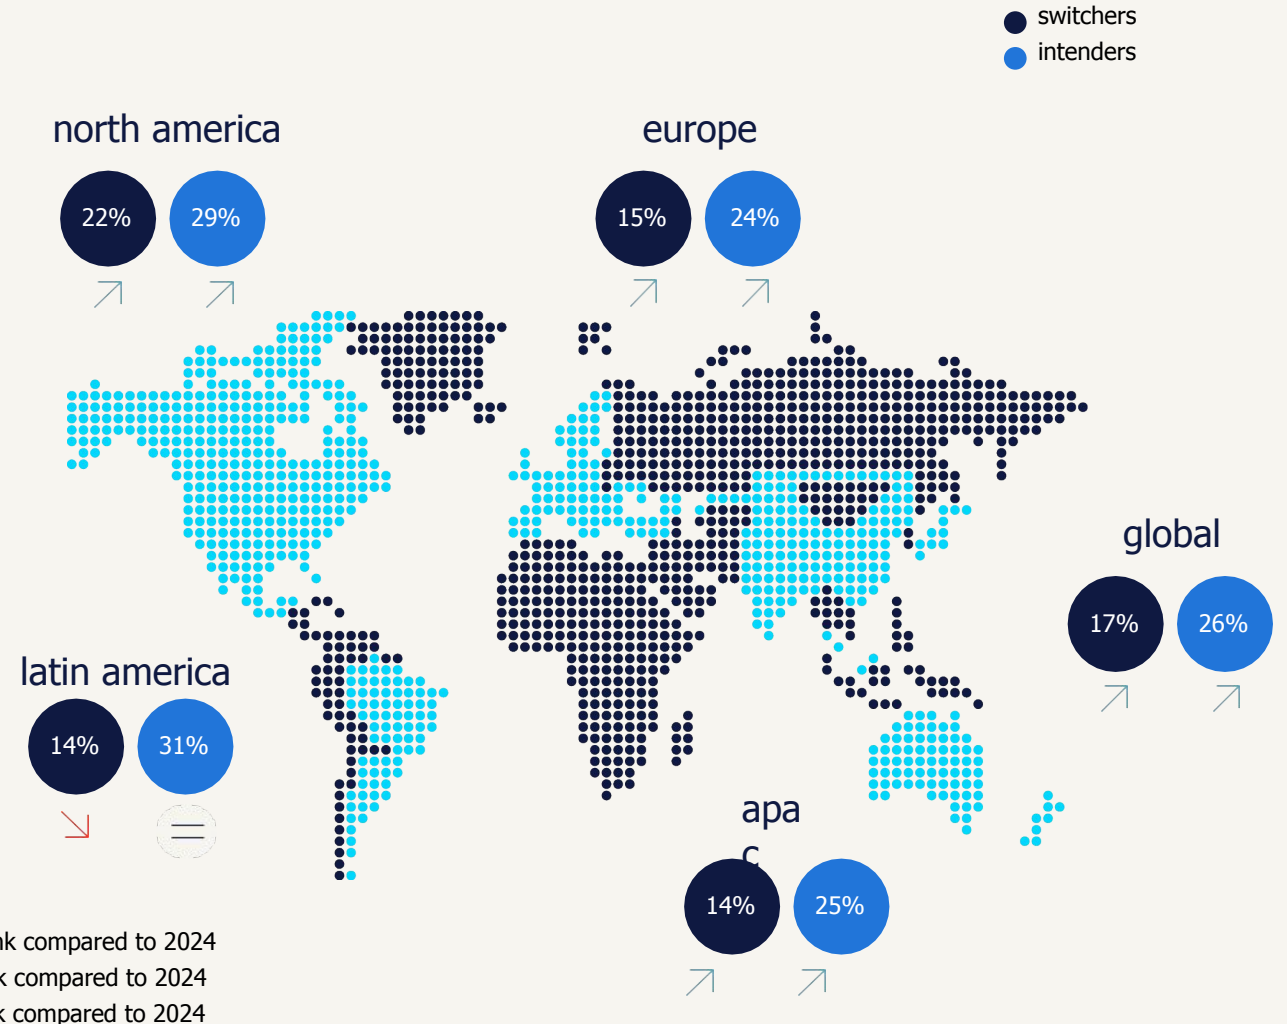 switchers
intenders
north america
22% 29%
europe
15% 24%
global
17% 26%
latin america
14% 31%
apa
c
14% 25%
compared to 2024
compared to 2024
compared to 2024